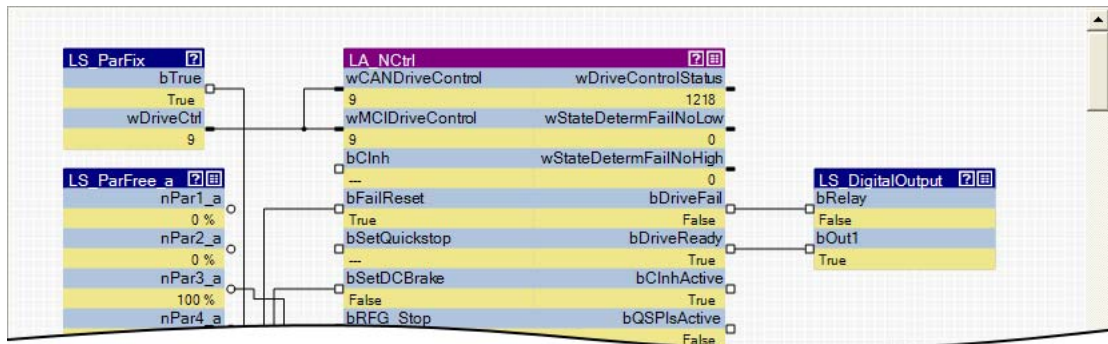 LS_ParFix
bTrue
True
wDriveCtrl
9
LS_ParFree_a
nPar1_a
0 %
nPar2_a
0 %
nPar3_a
100 %
nPar4_a
LA_NCtrl
wCANDriveControl wDriveControlStatus
9 1218
wMCIDriveControl wStateDetermFailNoLow
9 0
bCInh wStateDetermFailNoHigh
--- 0
bFailReset bDriveFail
True False
bSetQuickstop bDriveReady
--- True
bSetDCBrake bCInhActive
False True
bRFG_Stop bQSPIsActive
False
LS_DigitalOutput
bRelay
False
bOut1
True